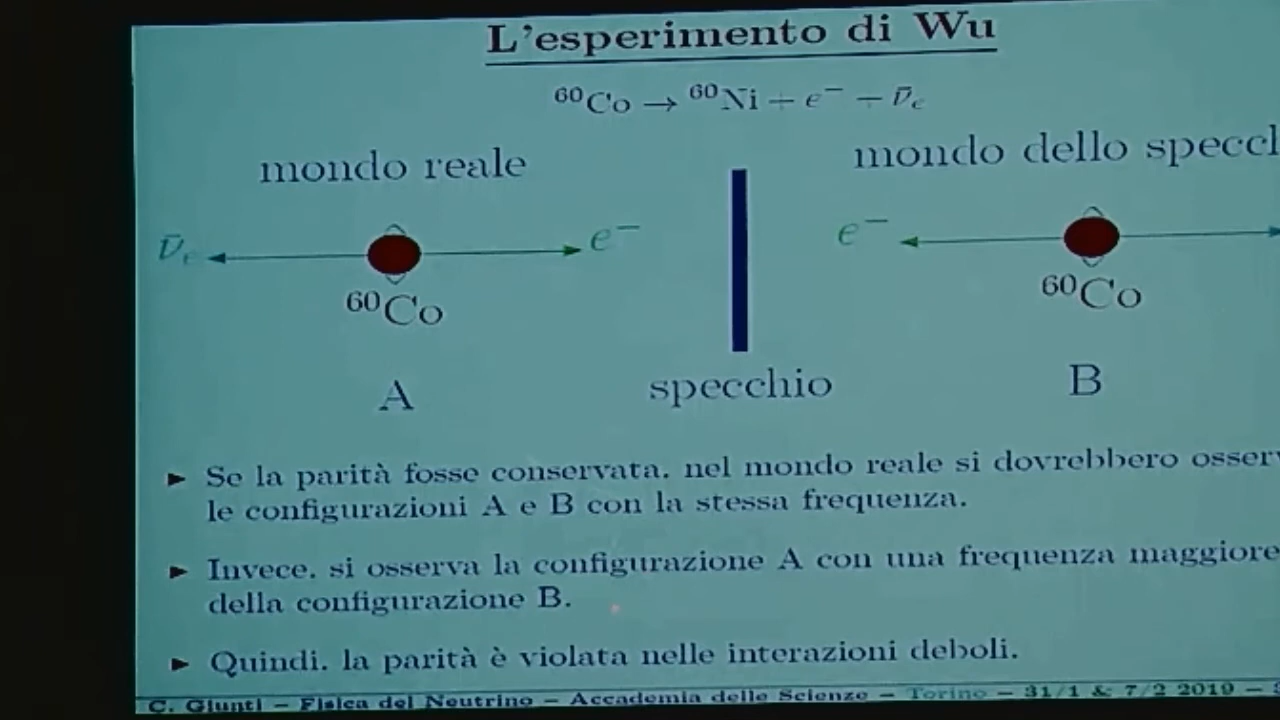 L'esperimento di Wu
⁶⁰Co → ⁶⁰Ni + e⁻ + ν̄ₑ
mondo reale
mondo dello specch
ν̄ₑ
e⁻
e⁻
⁶⁰Co
⁶⁰Co
A
specchio
B
► Se la parità fosse conservata, nel mondo reale si dovrebbero osserv
le configurazioni A e B con la stessa frequenza.
► Invece, si osserva la configurazione A con una frequenza maggiore
della configurazione B.
► Quindi, la parità è violata nelle interazioni deboli.
C. Giunti – Fisica del Neutrino – Accademia delle Scienze – Torino – 31/1 & 7/2 2019 –